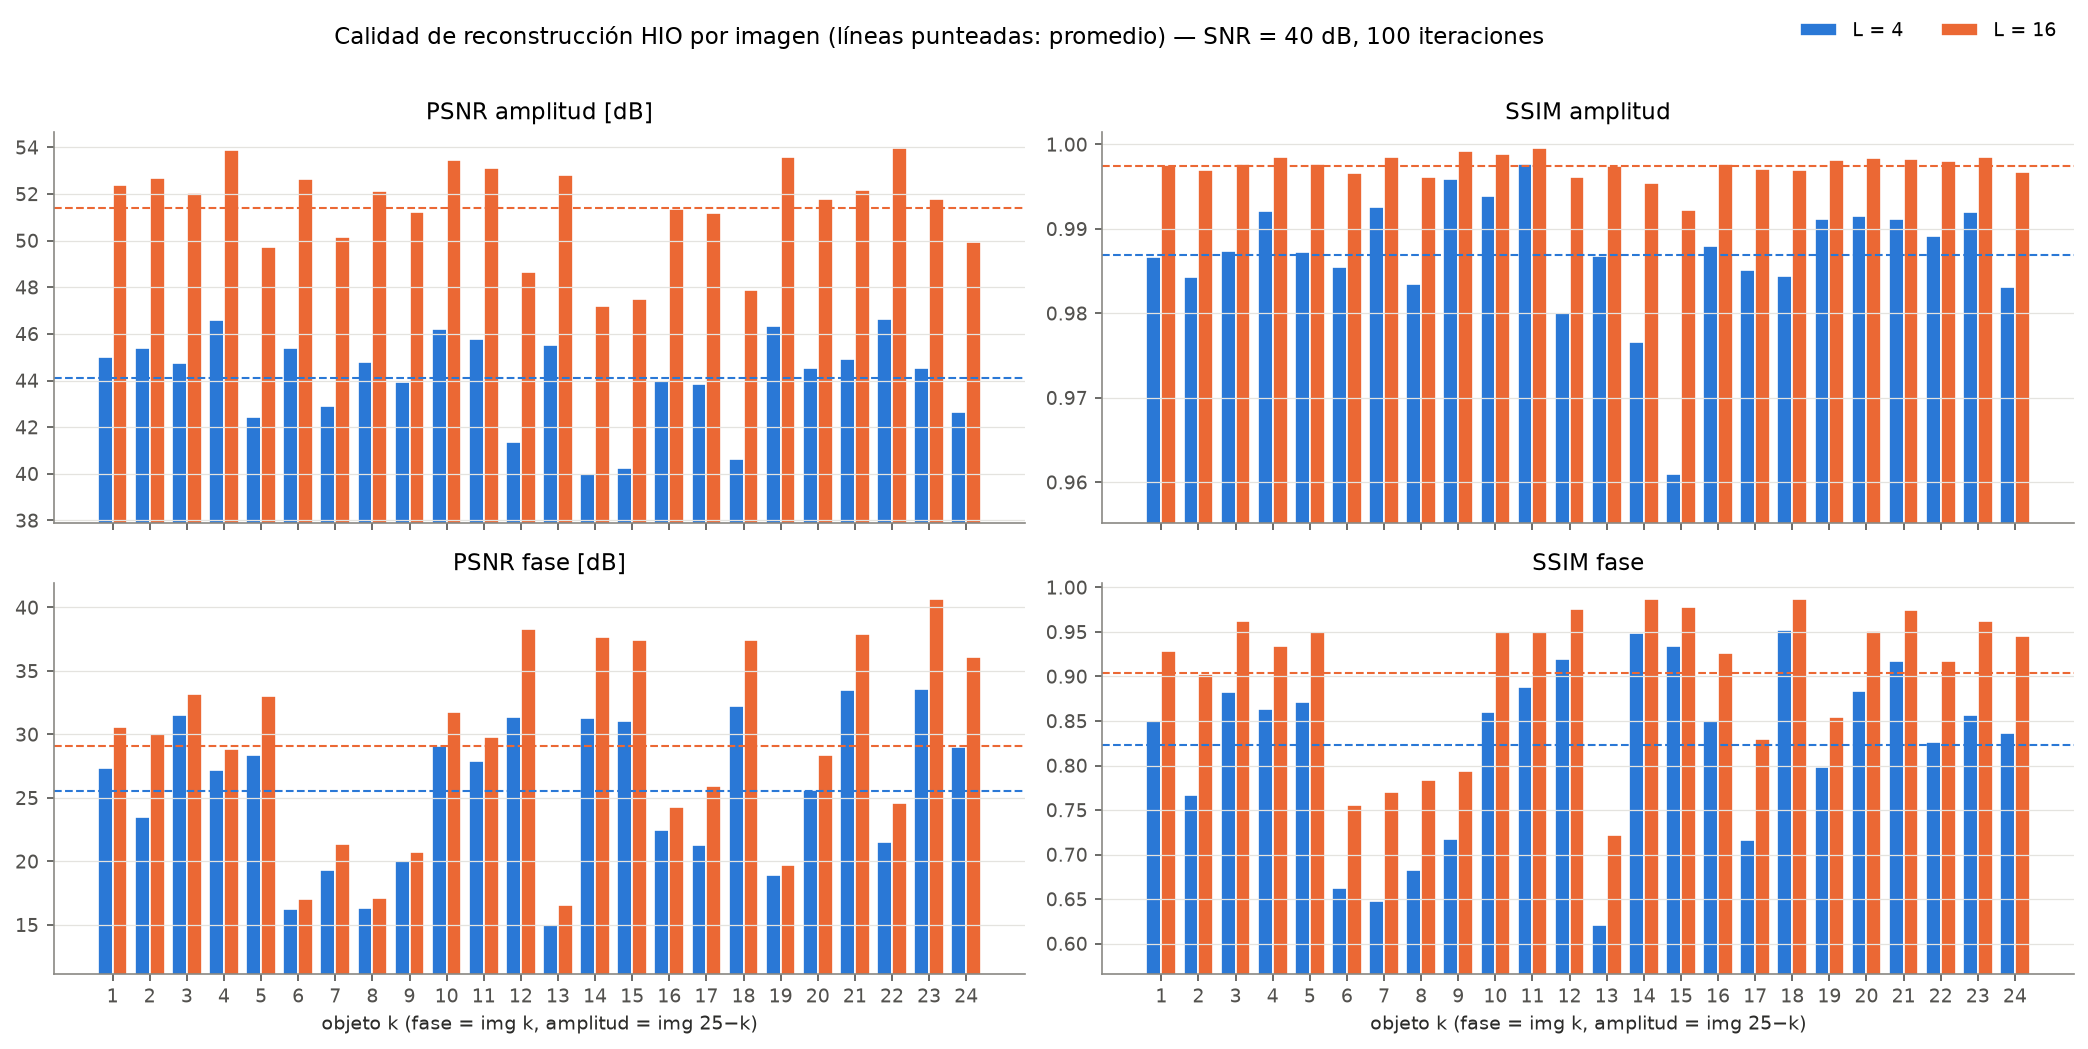 Calidad de reconstrucción HIO por imagen (líneas punteadas: promedio) — SNR = 40 dB, 100 iteraciones
L = 4
L = 16
PSNR amplitud [dB]
54
52
50
48
46
44
42
40
38
SSIM amplitud
1.00
0.99
0.98
0.97
0.96
PSNR fase [dB]
40
35
30
25
20
15
1 2 3 4 5 6 7 8 9 10 11 12 13 14 15 16 17 18 19 20 21 22 23 24
objeto k (fase = img k, amplitud = img 25−k)
SSIM fase
1.00
0.95
0.90
0.85
0.80
0.75
0.70
0.65
0.60
1 2 3 4 5 6 7 8 9 10 11 12 13 14 15 16 17 18 19 20 21 22 23 24
objeto k (fase = img k, amplitud = img 25−k)